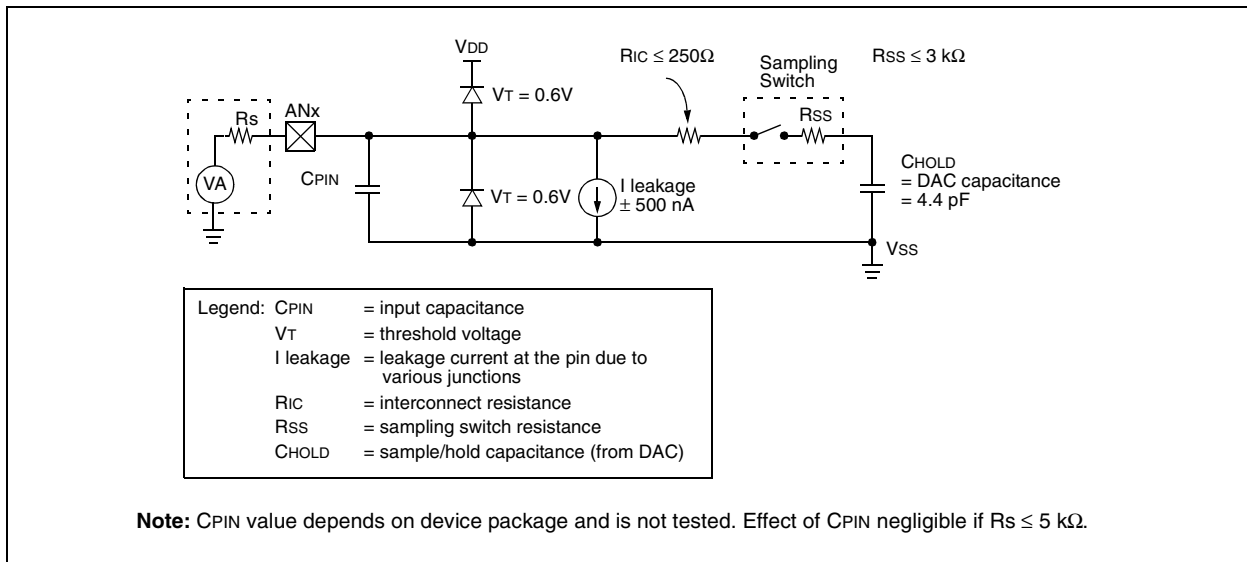 VDD
RIC ≤ 250Ω
Sampling
Switch
RSS ≤ 3 kΩ
VT = 0.6V
Rs
ANx
RSS
VA
CPIN
VT = 0.6V
I leakage
± 500 nA
CHOLD
= DAC capacitance
= 4.4 pF
VSS
Legend: CPIN = input capacitance
VT = threshold voltage
I leakage = leakage current at the pin due to
various junctions
RIC = interconnect resistance
RSS = sampling switch resistance
CHOLD = sample/hold capacitance (from DAC)
Note: CPIN value depends on device package and is not tested. Effect of CPIN negligible if Rs ≤ 5 kΩ.